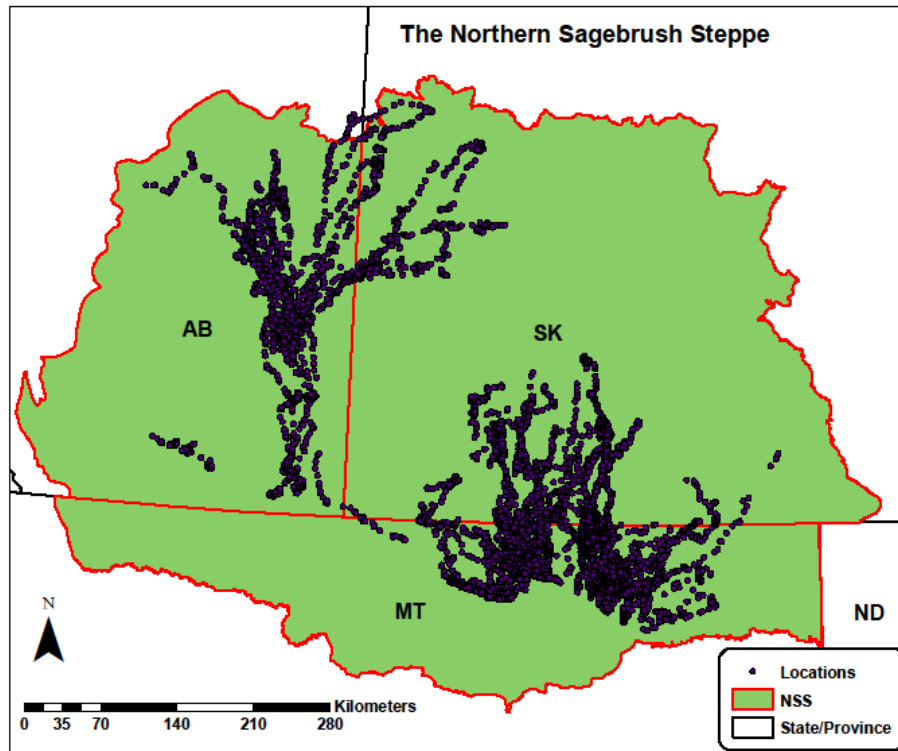 The Northern Sagebrush Steppe
AB
SK
MT
ND
N
Kilometers
0 35 70 140 210 280
Locations
NSS
State/Province